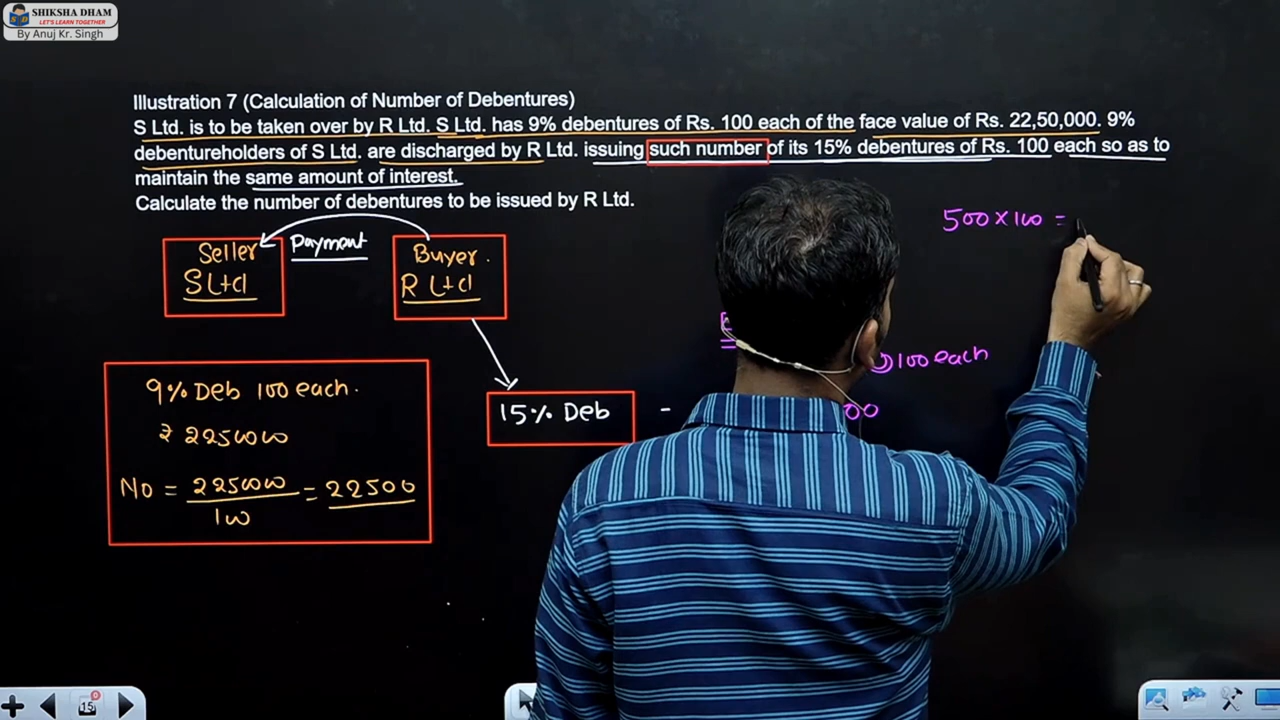 SHIKSHA DHAM
LET'S LEARN TOGETHER
By Anuj Kr. Singh
Illustration 7 (Calculation of Number of Debentures)
S Ltd. is to be taken over by R Ltd. S Ltd. has 9% debentures of Rs. 100 each of the face value of Rs. 22,50,000. 9%
debentureholders of S Ltd. are discharged by R Ltd. issuing such number of its 15% debentures of Rs. 100 each so as to
maintain the same amount of interest.
Calculate the number of debentures to be issued by R Ltd.
Seller
S Ltd
Payment
Buyer.
R Ltd
500 × 100 =
100 each
15% Deb -
00
9% Deb 100 each.
₹ 2250000
No = 2250000 / 100 = 22500
15